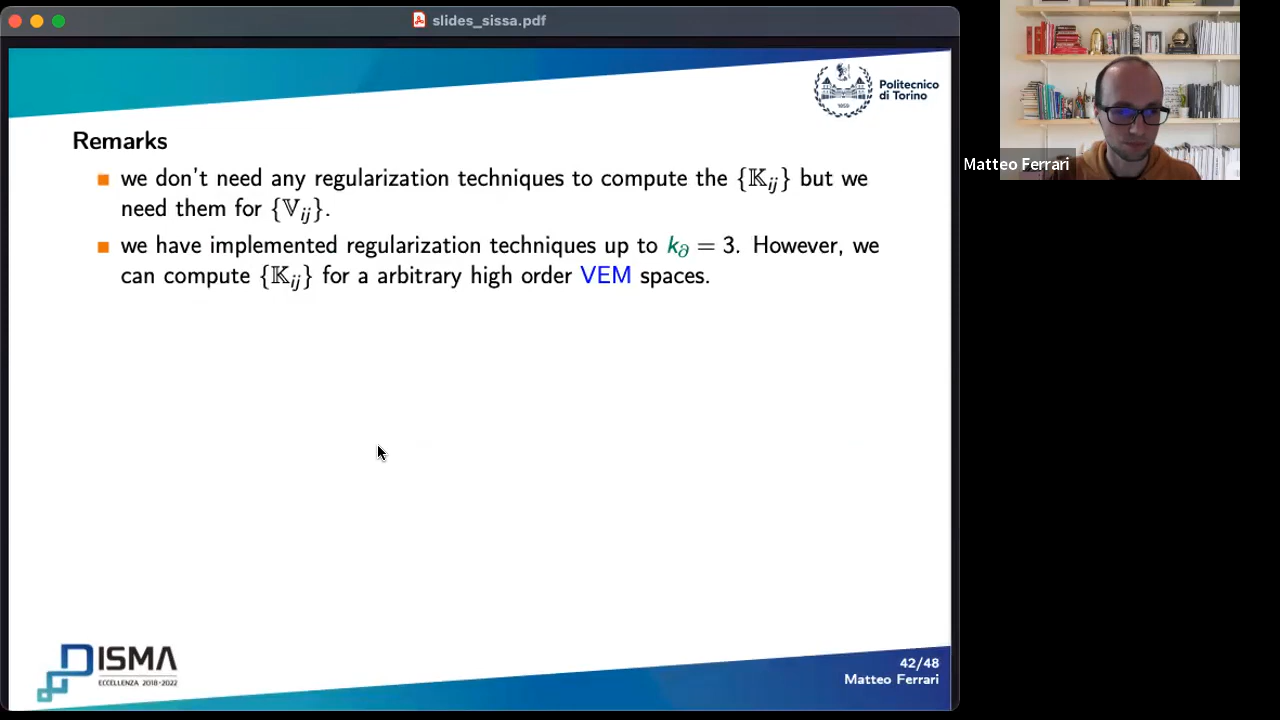 slides_sissa.pdf
Politecnico
di Torino
1859
Remarks
we don't need any regularization techniques to compute the {𝕂ij} but we
need them for {𝕍ij}.
we have implemented regularization techniques up to k∂ = 3. However, we
can compute {𝕂ij} for a arbitrary high order VEM spaces.
DISMA
ECCELLENZA 2018-2022
42/48
Matteo Ferrari
Matteo Ferrari